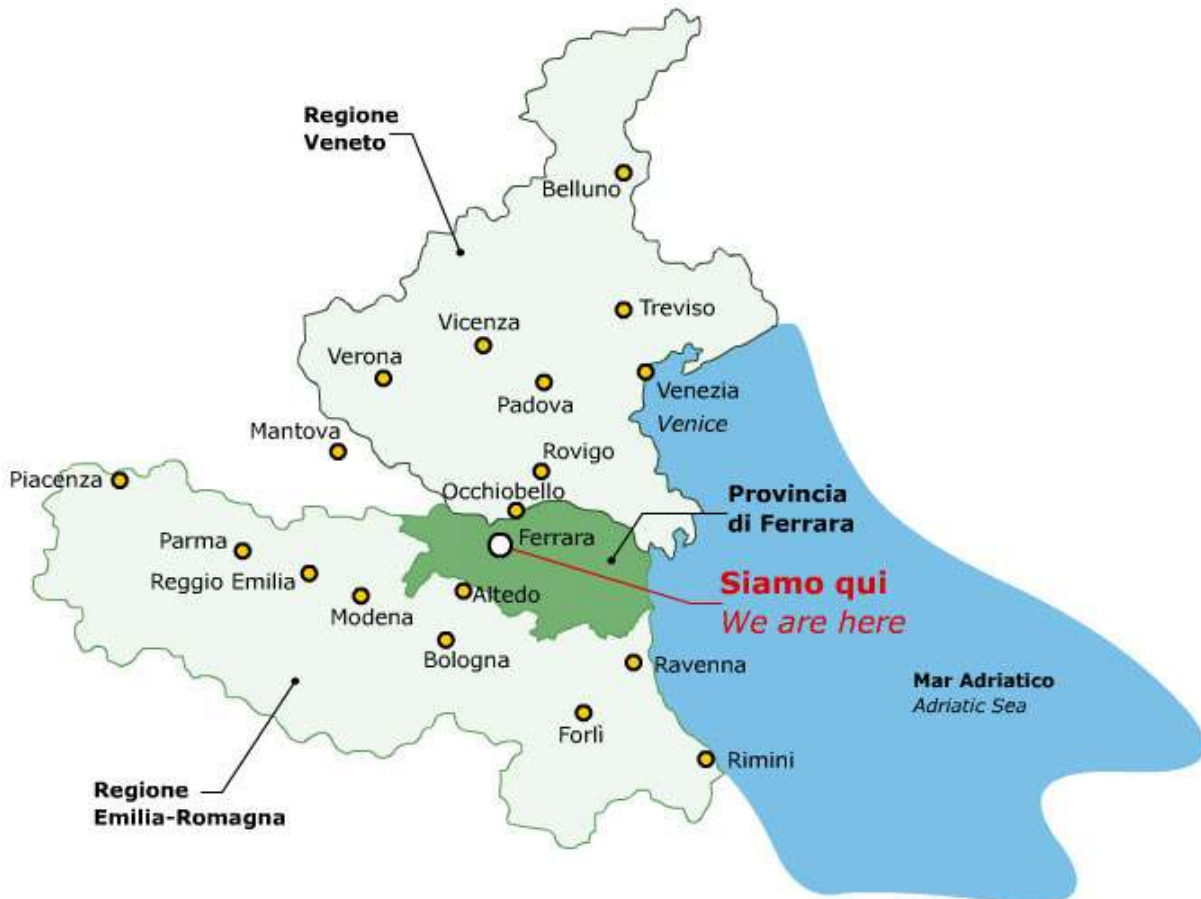 Regione
Veneto
Belluno
Treviso
Vicenza
Verona
Venezia
Padova
Venice
Mantova
Rovigo
Piacenza
Occhiobello
Provincia
di Ferrara
Ferrara
Parma
Reggio Emilia
Siamo qui
We are here
Altedo
Modena
Bologna
Ravenna
Mar Adriatico
Adriatic Sea
Forlì
Rimini
Regione
Emilia-Romagna